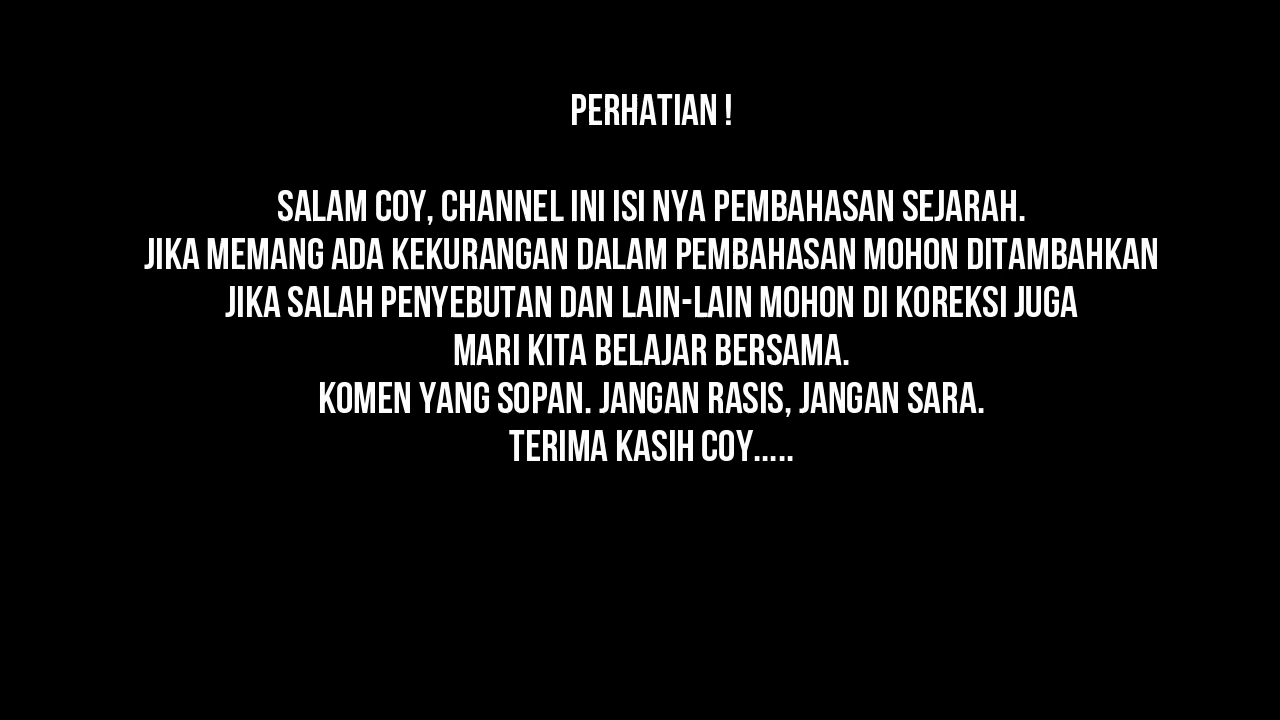 PERHATIAN !
SALAM COY, CHANNEL INI ISI NYA PEMBAHASAN SEJARAH.
JIKA MEMANG ADA KEKURANGAN DALAM PEMBAHASAN MOHON DITAMBAHKAN
JIKA SALAH PENYEBUTAN DAN LAIN-LAIN MOHON DI KOREKSI JUGA
MARI KITA BELAJAR BERSAMA.
KOMEN YANG SOPAN. JANGAN RASIS, JANGAN SARA.
TERIMA KASIH COY.....